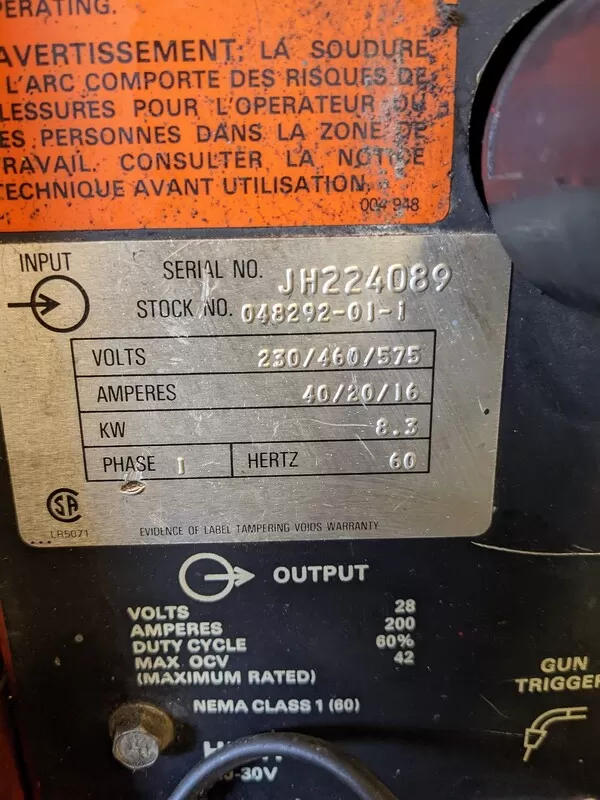 PERATING.
AVERTISSEMENT: LA SOUDURE
L'ARC COMPORTE DES RISQUES DE
LESSURES POUR L'OPERATEUR OU
ES PERSONNES DANS LA ZONE DE
RAVAIL. CONSULTER LA NOTICE
TECHNIQUE AVANT UTILISATION.
004 948
INPUT
SERIAL NO. JH224089
STOCK NO. 048292-01-1
VOLTS 230/460/575
AMPERES 40/20/16
KW 8.3
PHASE 1 HERTZ 60
SA
LR5071
EVIDENCE OF LABEL TAMPERING VOIDS WARRANTY
OUTPUT
VOLTS 28
AMPERES 200
DUTY CYCLE 60%
MAX. OCV 42
(MAXIMUM RATED)
NEMA CLASS 1 (60)
GUN
TRIGGER
-30V